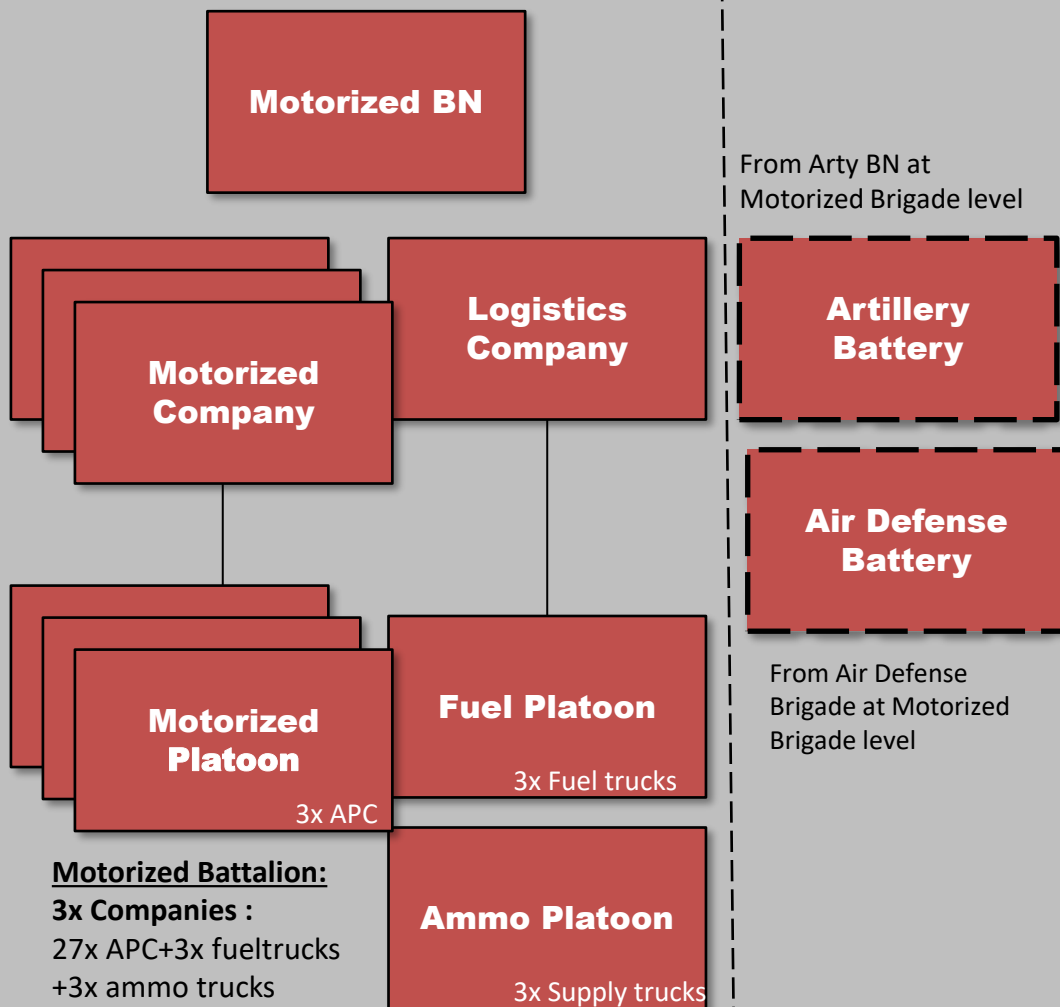 Motorized BN
From Arty BN at
Motorized Brigade level
Motorized
Company
Logistics
Company
Artillery
Battery
Air Defense
Battery
From Air Defense
Brigade at Motorized
Brigade level
Motorized
Platoon
3x APC
Fuel Platoon
3x Fuel trucks
Ammo Platoon
3x Supply trucks
Motorized Battalion:
3x Companies :
27x APC+3x fueltrucks
+3x ammo trucks